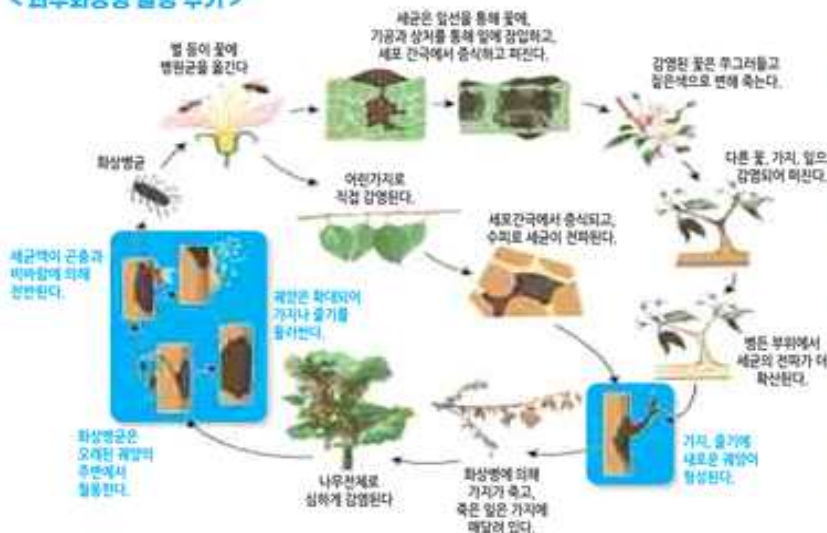 벌 등이 꽃에
병원균을 옮긴다
세균은 밀선을 통해 꽃에,
기공과 상처를 통해 잎에 잠입하고,
세포 간극에서 증식하고 퍼진다.
감염된 꽃은 쭈그러들고
짙은색으로 변해 죽는다.
다른 꽃, 가지, 잎으
감염되어 퍼진다.
화상병균
어린가지로
직접 감염된다.
세포간극에서 증식되고,
수피로 세균이 전파된다.
세균액이 곤충과
비바람에 의해
전반된다.
궤양은 확대되어
가지나 줄기를
둘러싼다.
병든 부위에서
세균의 전파가 더
확산된다.
화상병균은
오래된 궤양의
주변에서
월동한다.
나무전체로
심하게 감염된다
화상병에 의해
가지가 죽고,
죽은 잎은 가지에
매달려 있다.
가지, 줄기에
새로운 궤양이
형성된다.